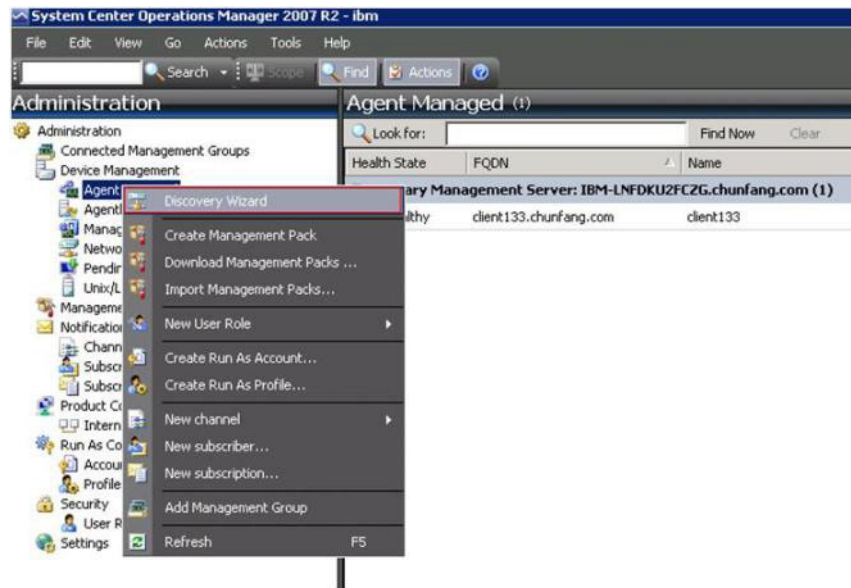 System Center Operations Manager 2007 R2 - ibm
File Edit View Go Actions Tools Help
Search Scope Find Actions
Administration
Administration
Connected Management Groups
Device Management
Agent
Agentl
Manag
Netwo
Pendin
Unix/L
Manageme
Notification
Chann
Subscr
Subscr
Product Co
Intern
Run As Co
Accou
Profile
Security
User R
Settings
Discovery Wizard
Create Management Pack
Download Management Packs ...
Import Management Packs...
New User Role
Create Run As Account...
Create Run As Profile...
New channel
New subscriber...
New subscription...
Add Management Group
Refresh F5
Agent Managed (1)
Look for: Find Now Clear
Health State FQDN Name
ary Management Server: IBM-LNFDKU2FCZG.chunfang.com (1)
lthy client133.chunfang.com client133